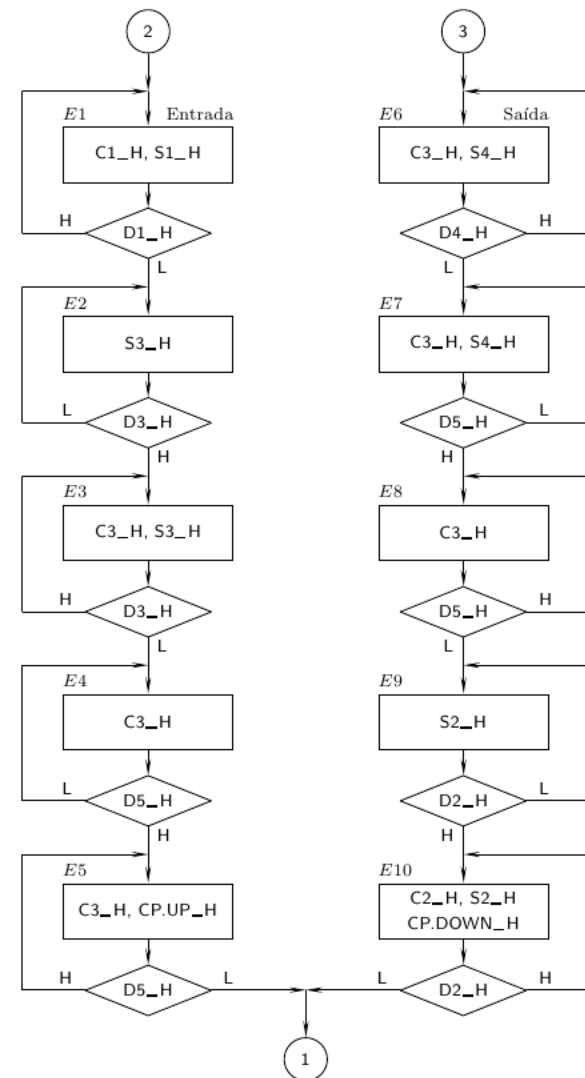 2
E1 Entrada
C1_H, S1_H
H
D1_H
L
E2
S3_H
L
D3_H
H
E3
C3_H, S3_H
H
D3_H
L
E4
C3_H
L
D5_H
H
E5
C3_H, CP.UP_H
H
D5_H
L
3
E6 Saída
C3_H, S4_H
D4_H
H
L
E7
C3_H, S4_H
D5_H
L
H
E8
C3_H
D5_H
H
L
E9
S2_H
D2_H
L
H
E10
C2_H, S2_H
CP.DOWN_H
L
D2_H
H
1